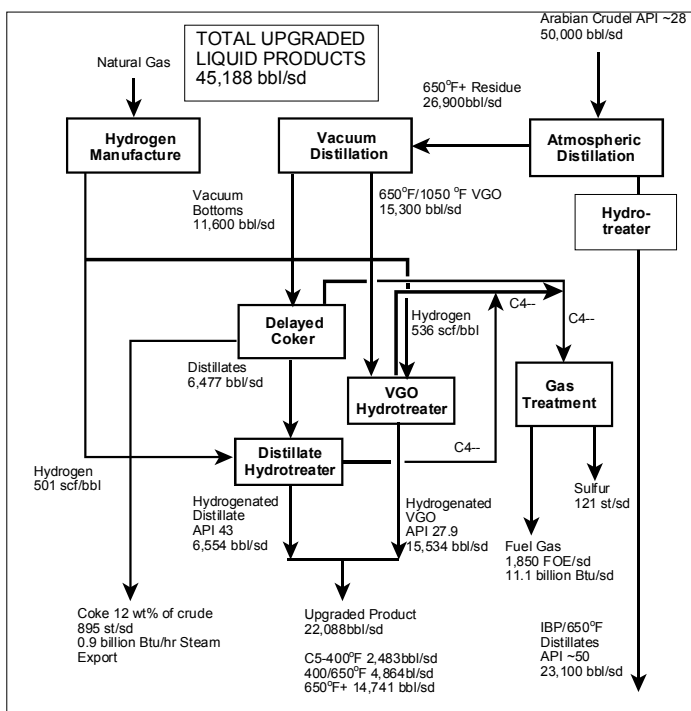 TOTAL UPGRADED
LIQUID PRODUCTS
45,188 bbl/sd
Arabian Crudel API ~28
50,000 bbl/sd
Natural Gas
650°F+ Residue
26,900bbl/sd
Hydrogen
Manufacture
Vacuum
Distillation
Atmospheric
Distillation
Vacuum
Bottoms
11,600 bbl/sd
650°F/1050 °F VGO
15,300 bbl/sd
Hydro-
treater
Delayed
Coker
Hydrogen
536 scf/bbl
C4--
C4--
Distillates
6,477 bbl/sd
VGO
Hydrotreater
Gas
Treatment
Distillate
Hydrotreater
C4--
Hydrogen
501 scf/bbl
Sulfur
121 st/sd
Hydrogenated
Distillate
API 43
6,554 bbl/sd
Hydrogenated
VGO
API 27.9
15,534 bbl/sd
Fuel Gas
1,850 FOE/sd
11.1 billion Btu/sd
Coke 12 wt% of crude
895 st/sd
0.9 billion Btu/hr Steam
Export
Upgraded Product
22,088bbl/sd
C5-400°F 2,483bbl/sd
400/650°F 4,864bl/sd
650°F+ 14,741 bbl/sd
IBP/650°F
Distillates
API ~50
23,100 bbl/sd